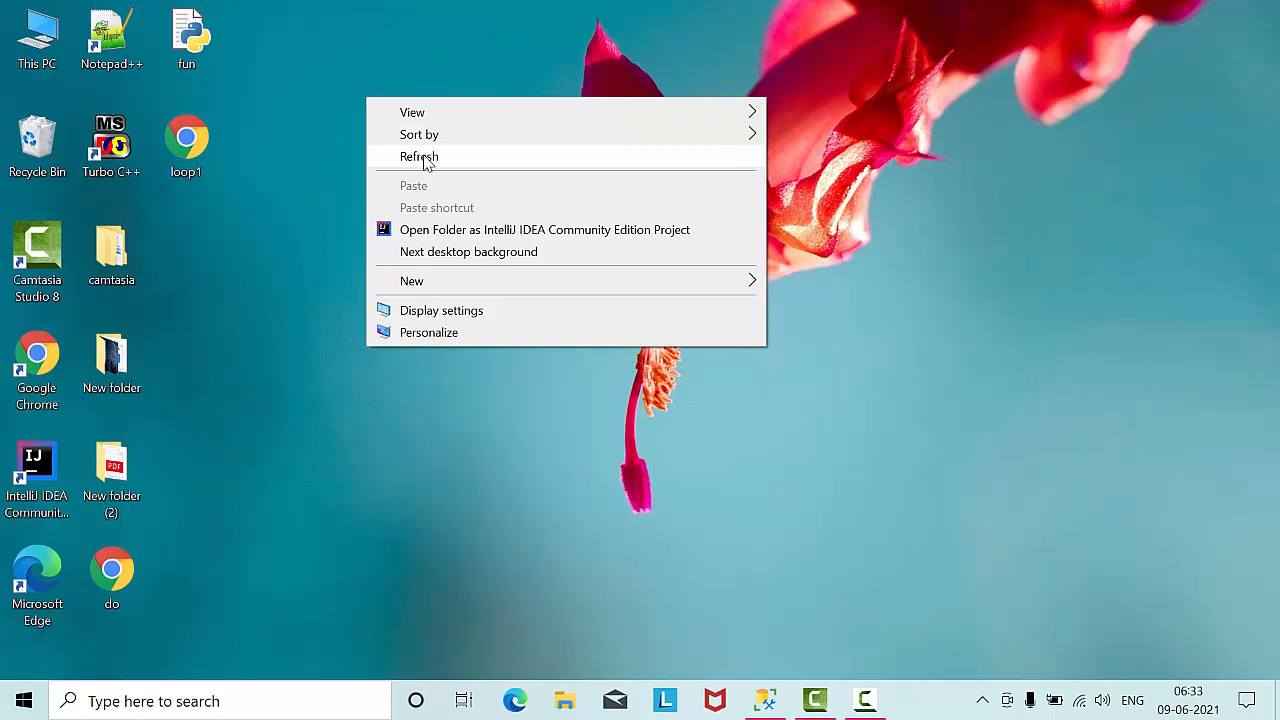 This PC
Notepad++
fun
Recycle Bin
MS
Turbo C++
loop1
Camtasia
Studio 8
camtasia
Google
Chrome
New folder
IJ
IntelliJ IDEA
Communit...
PDF
New folder
(2)
Microsoft
Edge
do
View
Sort by
Refresh
Paste
Paste shortcut
Open Folder as IntelliJ IDEA Community Edition Project
Next desktop background
New
Display settings
Personalize
Type here to search
L
ENG
06:33
09-06-2021